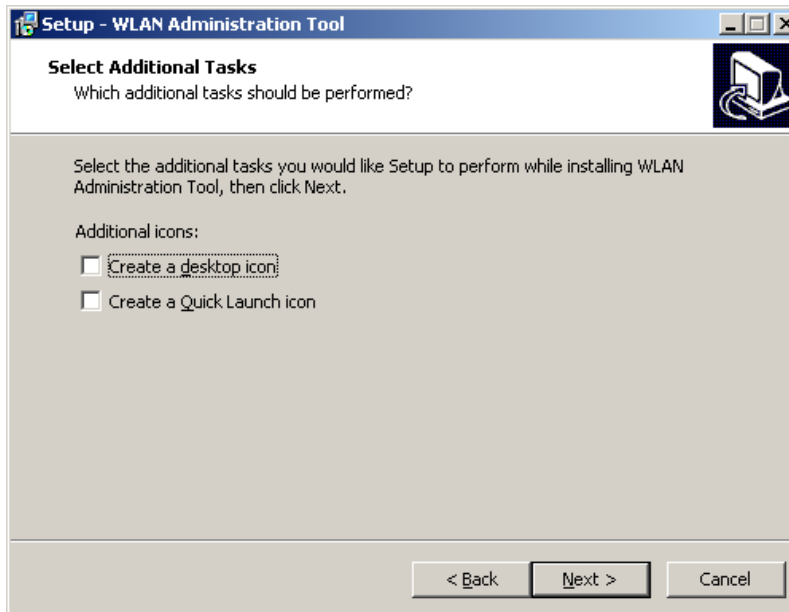 Setup - WLAN Administration Tool
Select Additional Tasks
Which additional tasks should be performed?
Select the additional tasks you would like Setup to perform while installing WLAN
Administration Tool, then click Next.
Additional icons:
Create a desktop icon
Create a Quick Launch icon
< Back
Next >
Cancel